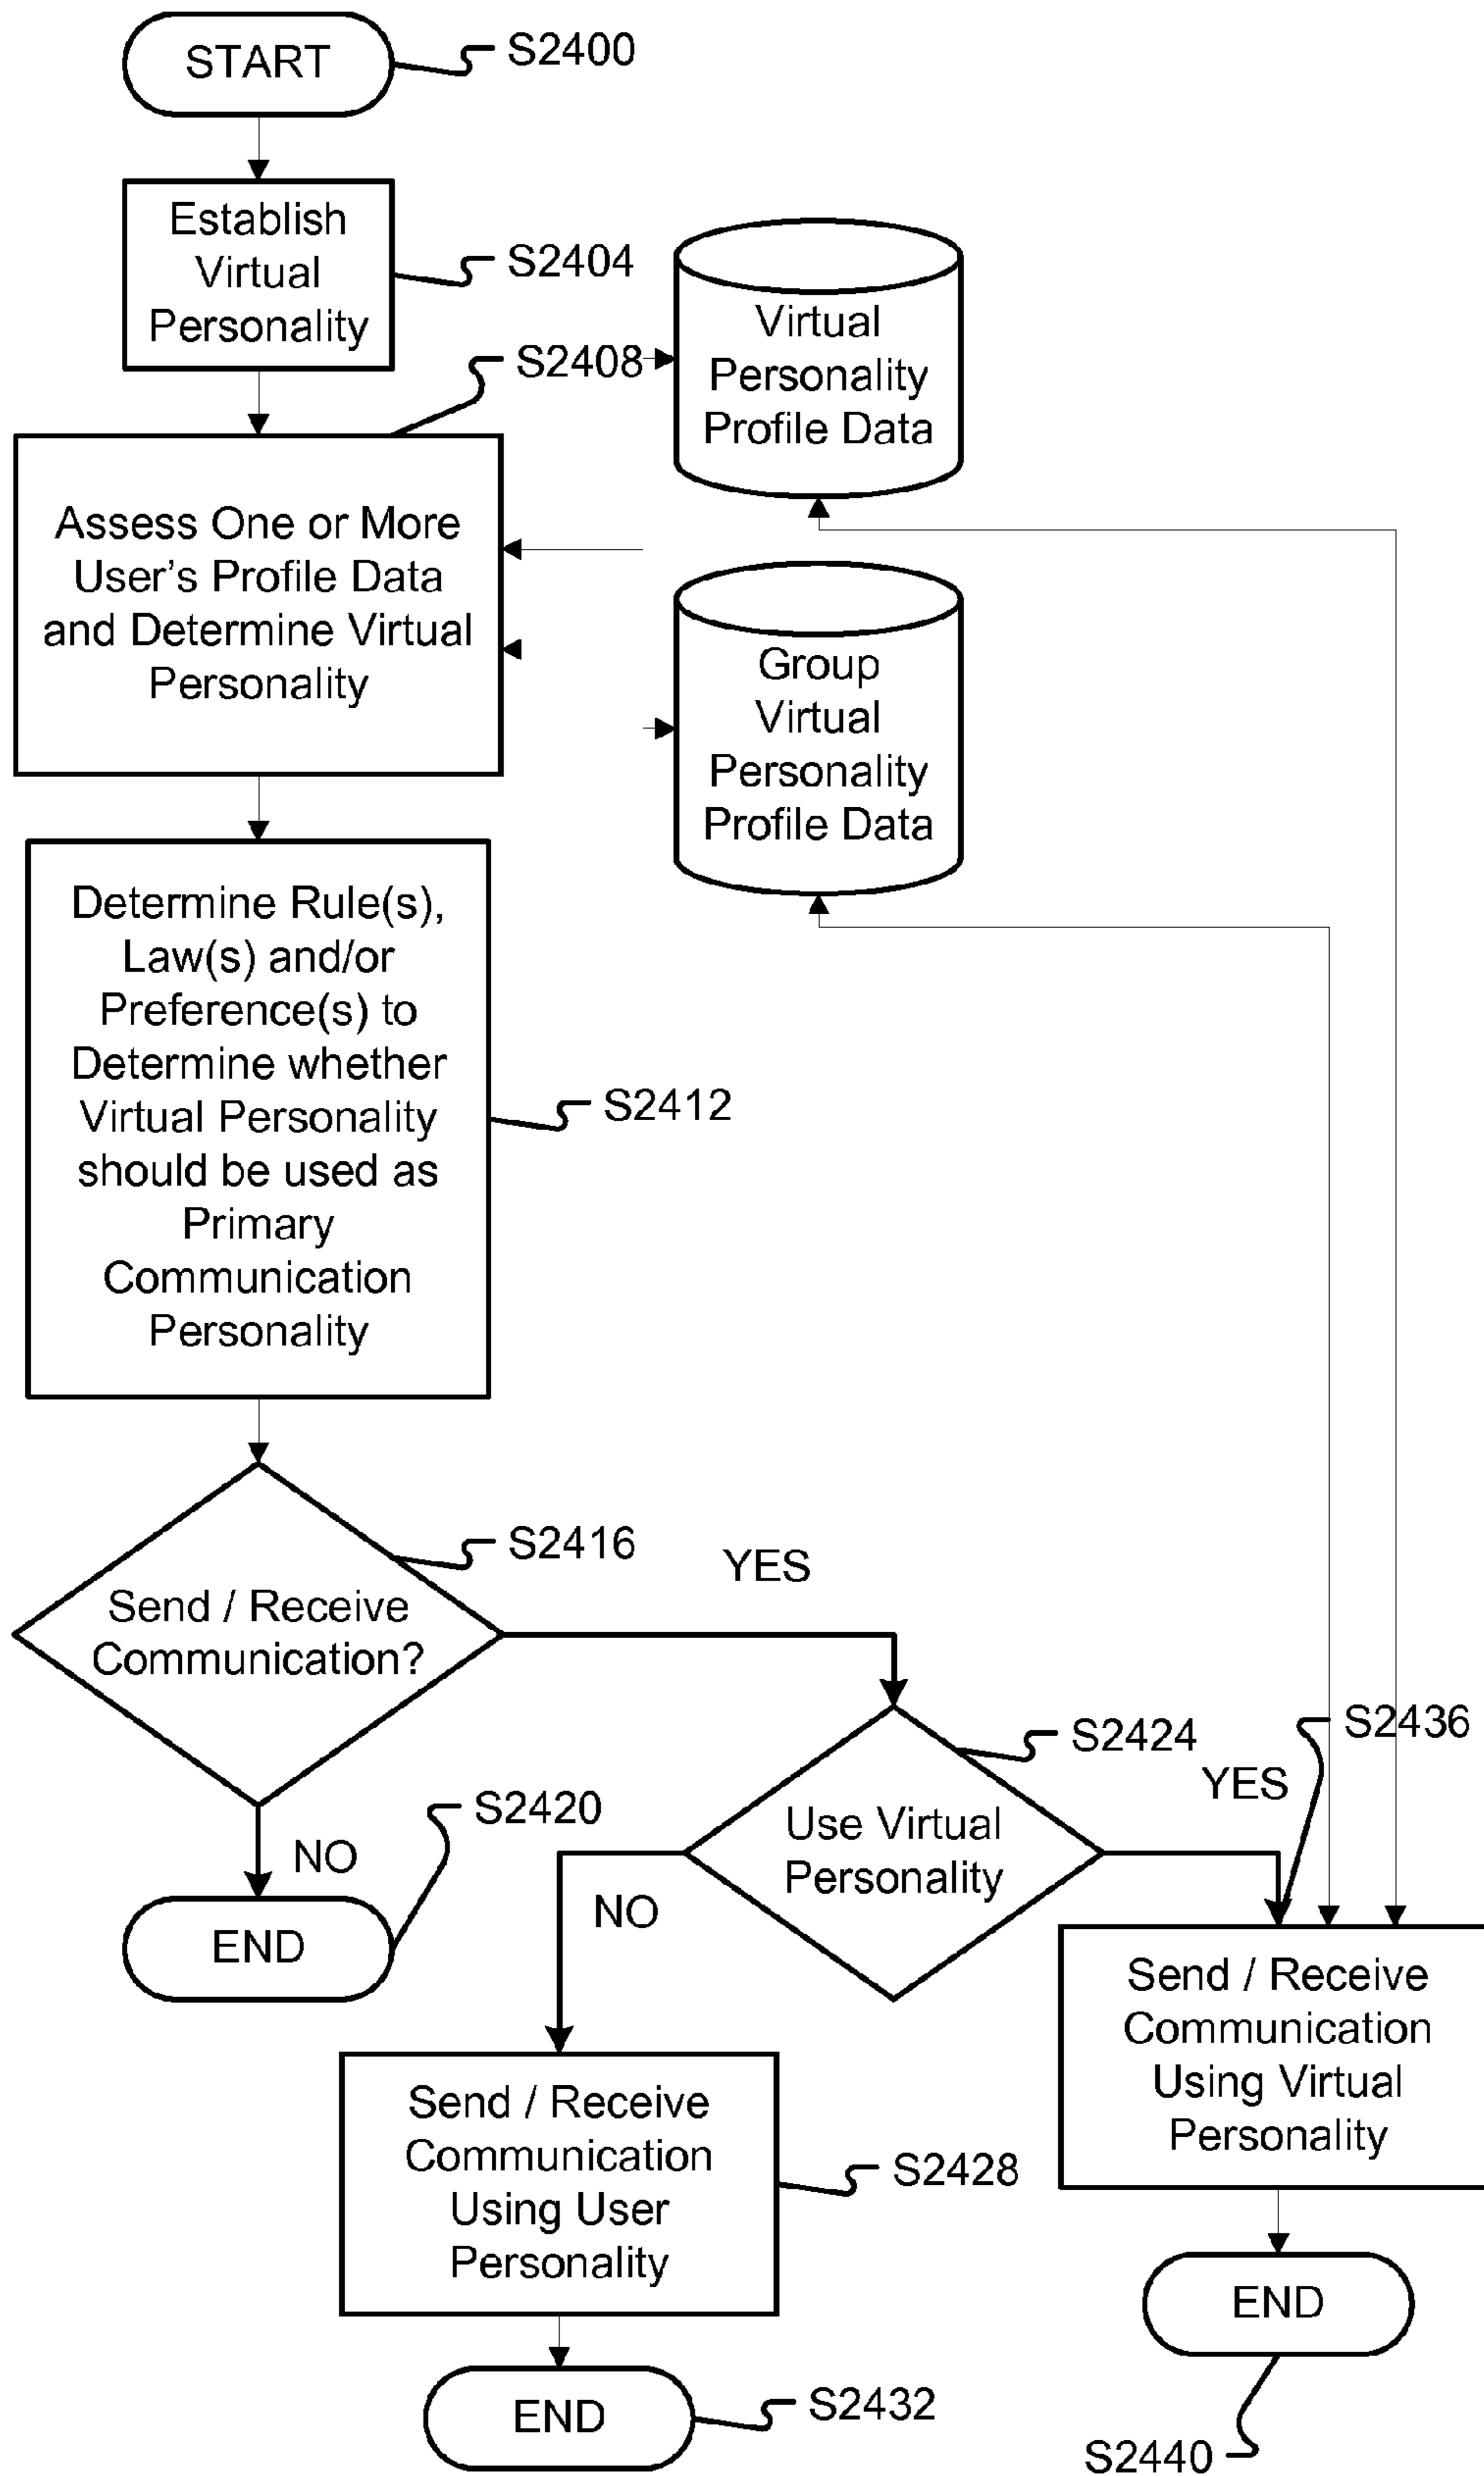 START
S2400
Establish
Virtual
Personality
S2404
S2408
Virtual
Personality
Profile Data
Assess One or More
User's Profile Data
and Determine Virtual
Personality
Group
Virtual
Personality
Profile Data
Determine Rule(s),
Law(s) and/or
Preference(s) to
Determine whether
Virtual Personality
should be used as
Primary
Communication
Personality
S2412
Send / Receive
Communication?
S2416
YES
NO
S2420
END
Use Virtual
Personality
S2424
YES
S2436
NO
Send / Receive
Communication
Using Virtual
Personality
Send / Receive
Communication
Using User
Personality
S2428
END
S2432
END
S2440